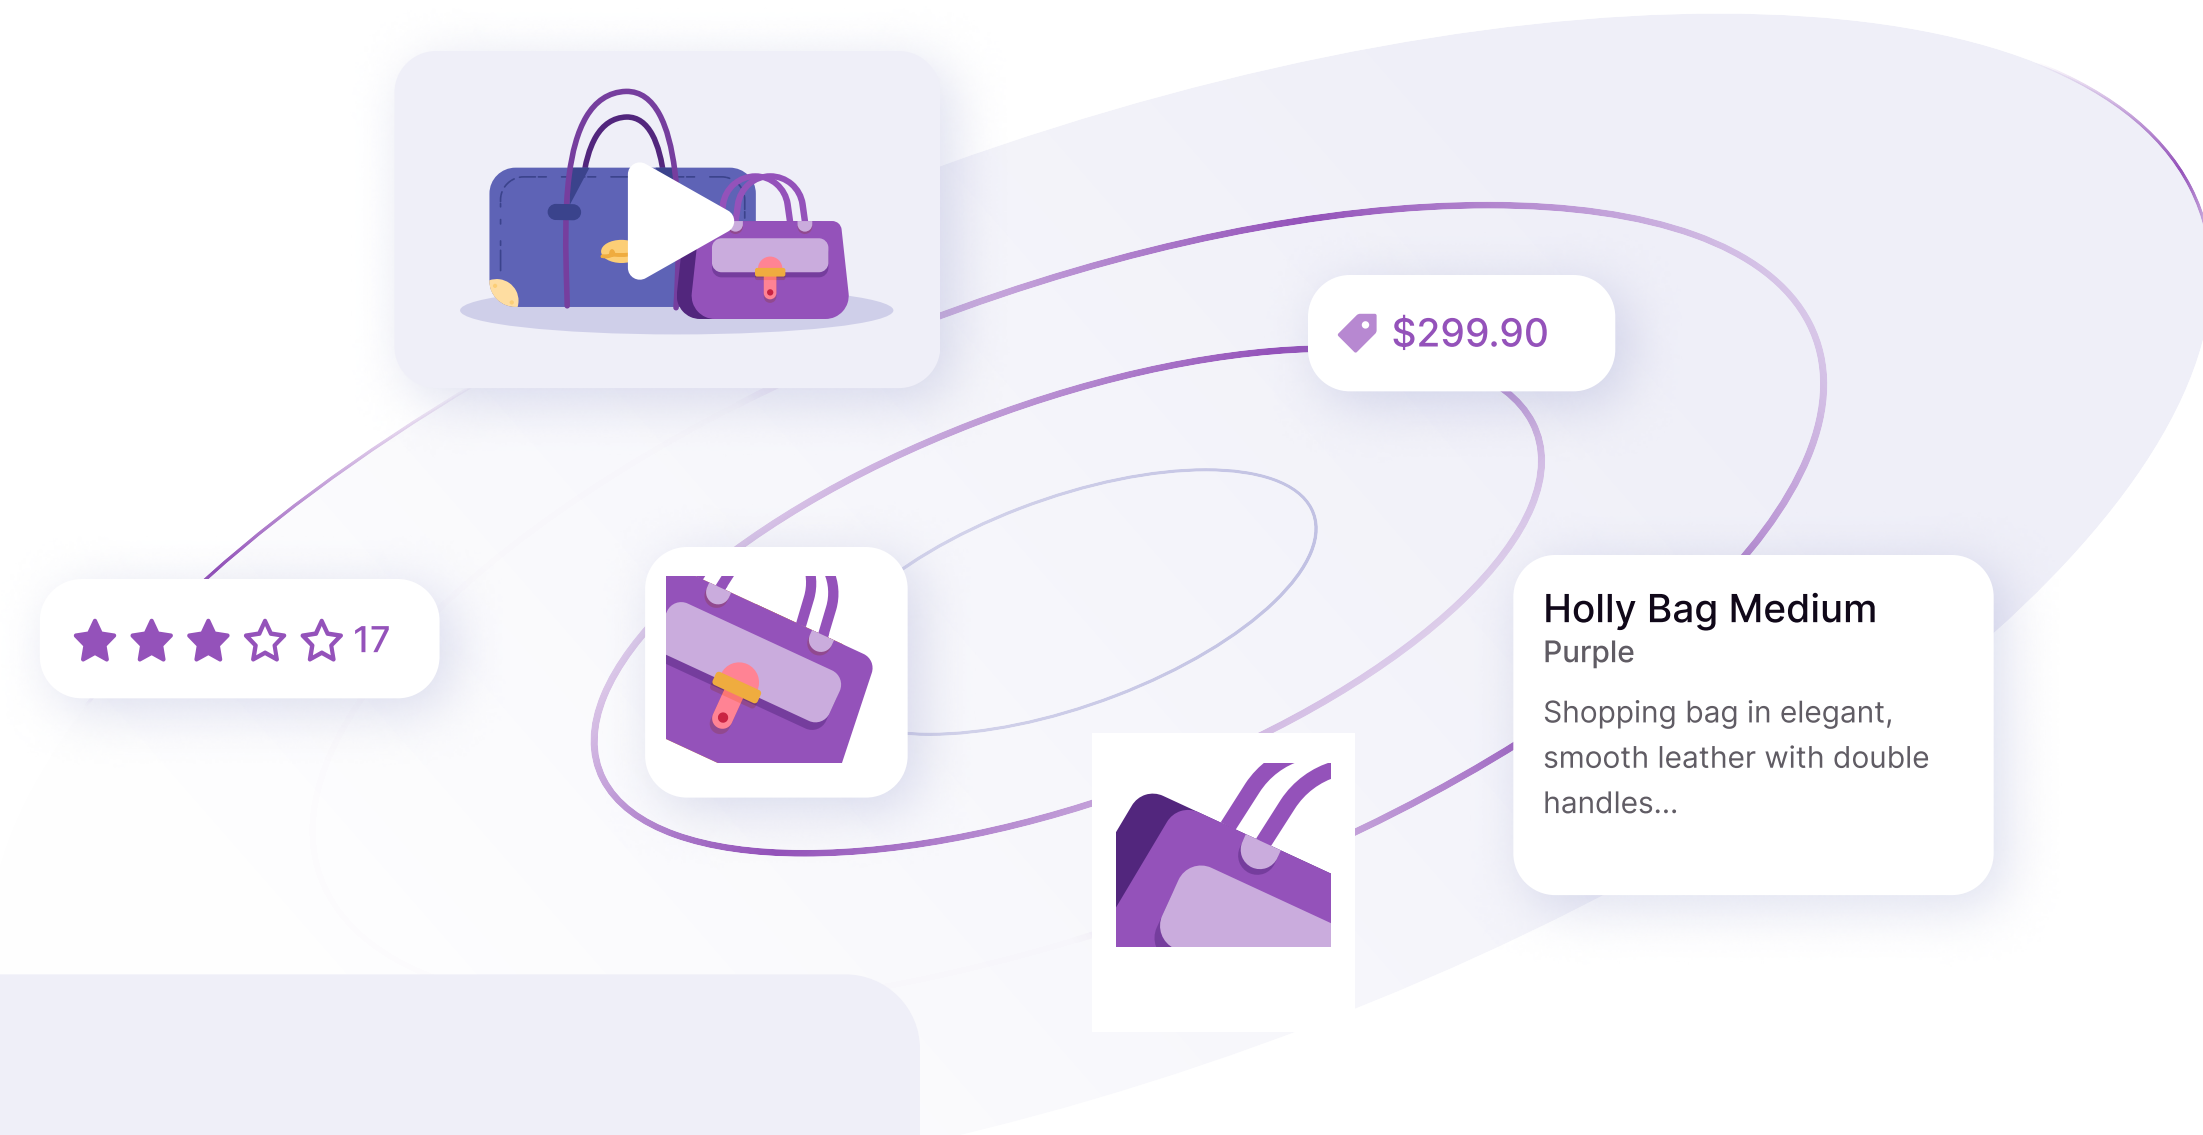 $299.90
17
Holly Bag Medium
Purple
Shopping bag in elegant,
smooth leather with double
handles...